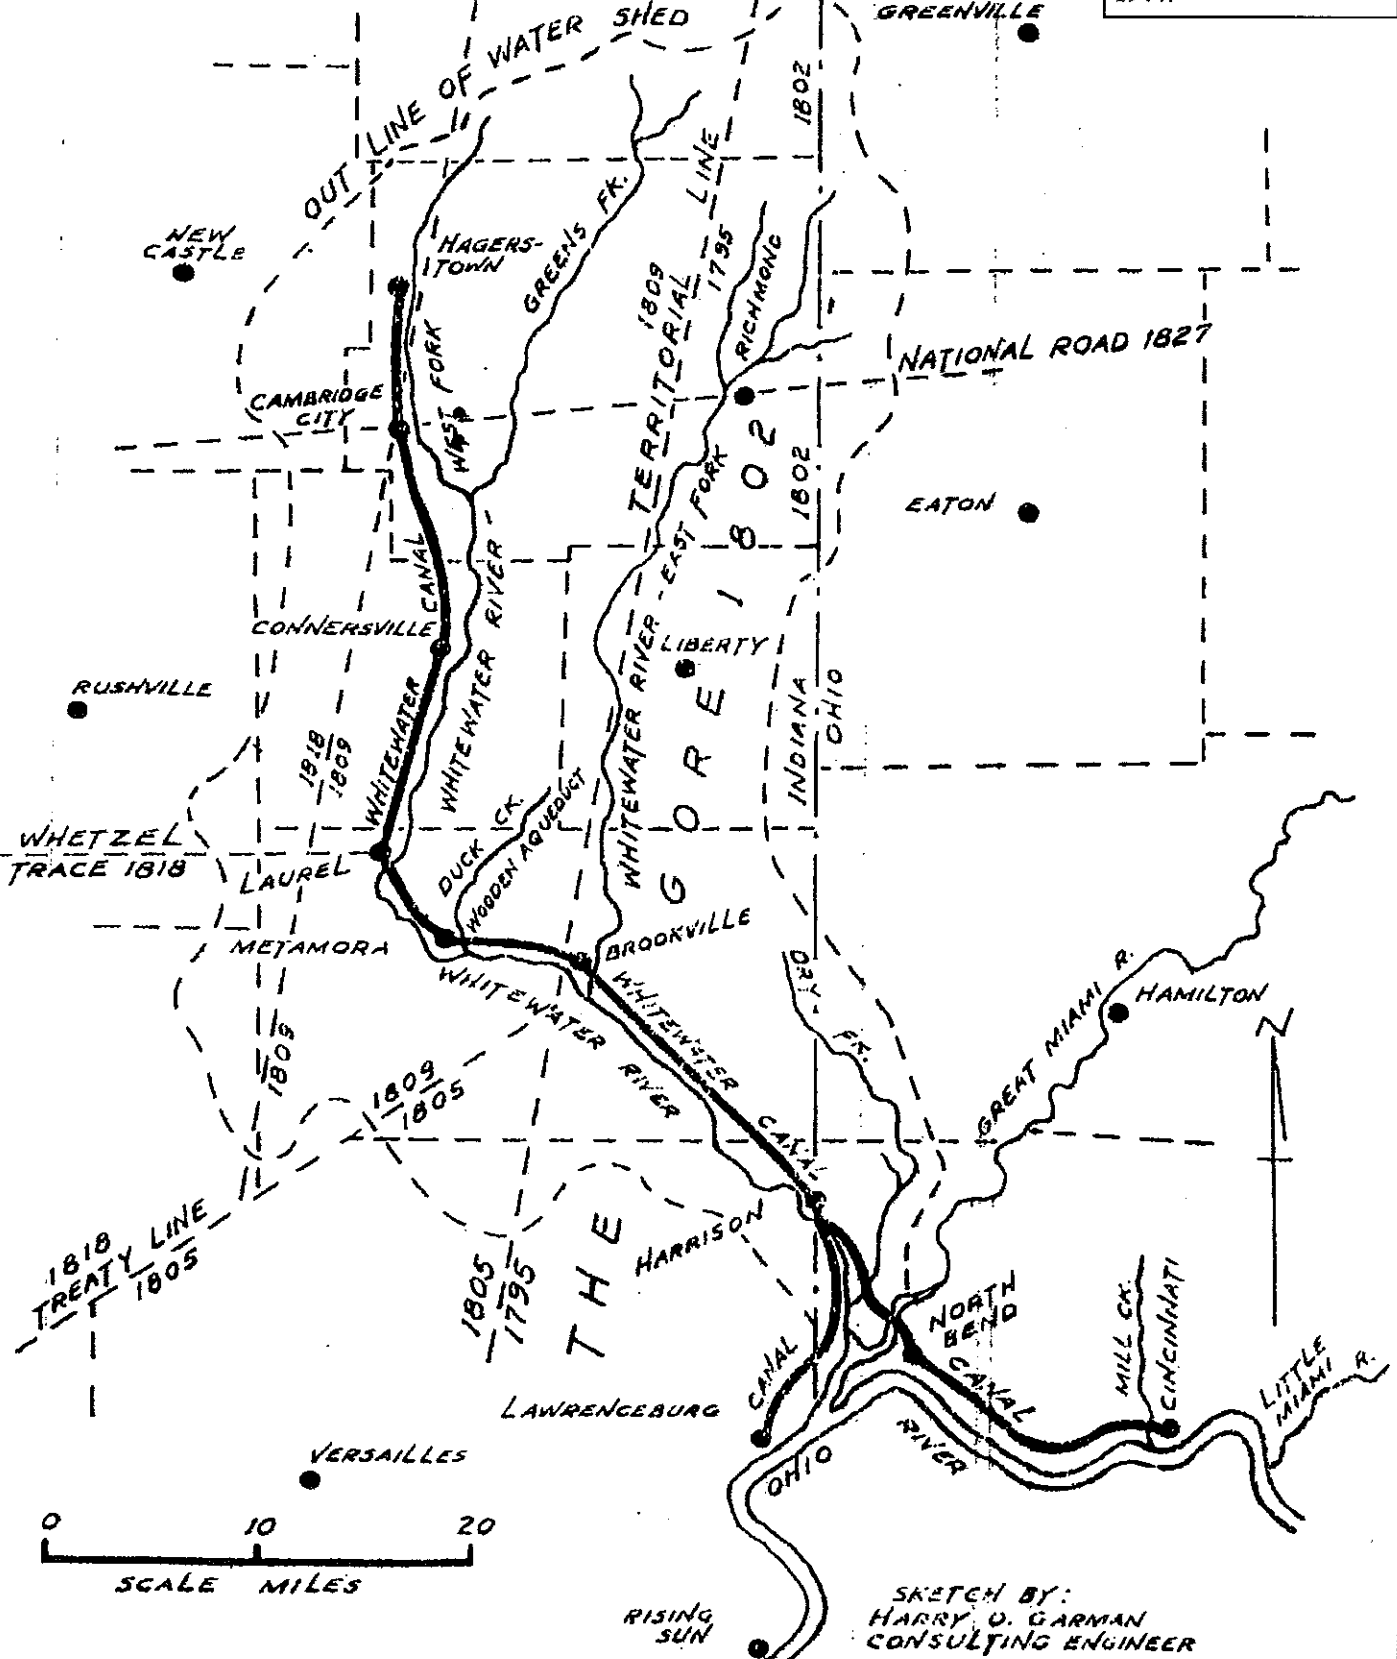 GREENVILLE
OUT LINE OF WATER SHED
1802
NEW
CASTLE
HAGERS-
TOWN
GREENS FK.
1809
TERRITORIAL LINE
1795
RICHMOND
NATIONAL ROAD 1827
CAMBRIDGE
CITY
WEST FORK
1802
EATON
CANAL
CONNERSVILLE
WHITEWATER RIVER -
WHITEWATER RIVER - EAST FORK
LIBERTY
RUSHVILLE
1818
1809
WHITEWATER
INDIANA
OHIO
WHETZEL
TRACE 1818
LAUREL
DUCK CK.
WOODEN AQUEDUCT
METAMORA
BROOKVILLE
THE GORE 1802
WHITEWATER RIVER
WHITEWATER CANAL
DRY FK.
GREAT MIAMI R.
HAMILTON
N
1809
1809
1805
1818
TREATY LINE
1805
1805
1795
HARRISON
NORTH
BEND
CANAL
CANAL
MILL CK.
CINCINNATI
LITTLE
MIAMI R.
LAWRENCEBURG
OHIO RIVER
VERSAILLES
0 10 20
SCALE MILES
RISING
SUN
SKETCH BY:
HARRY O. GARMAN
CONSULTING ENGINEER